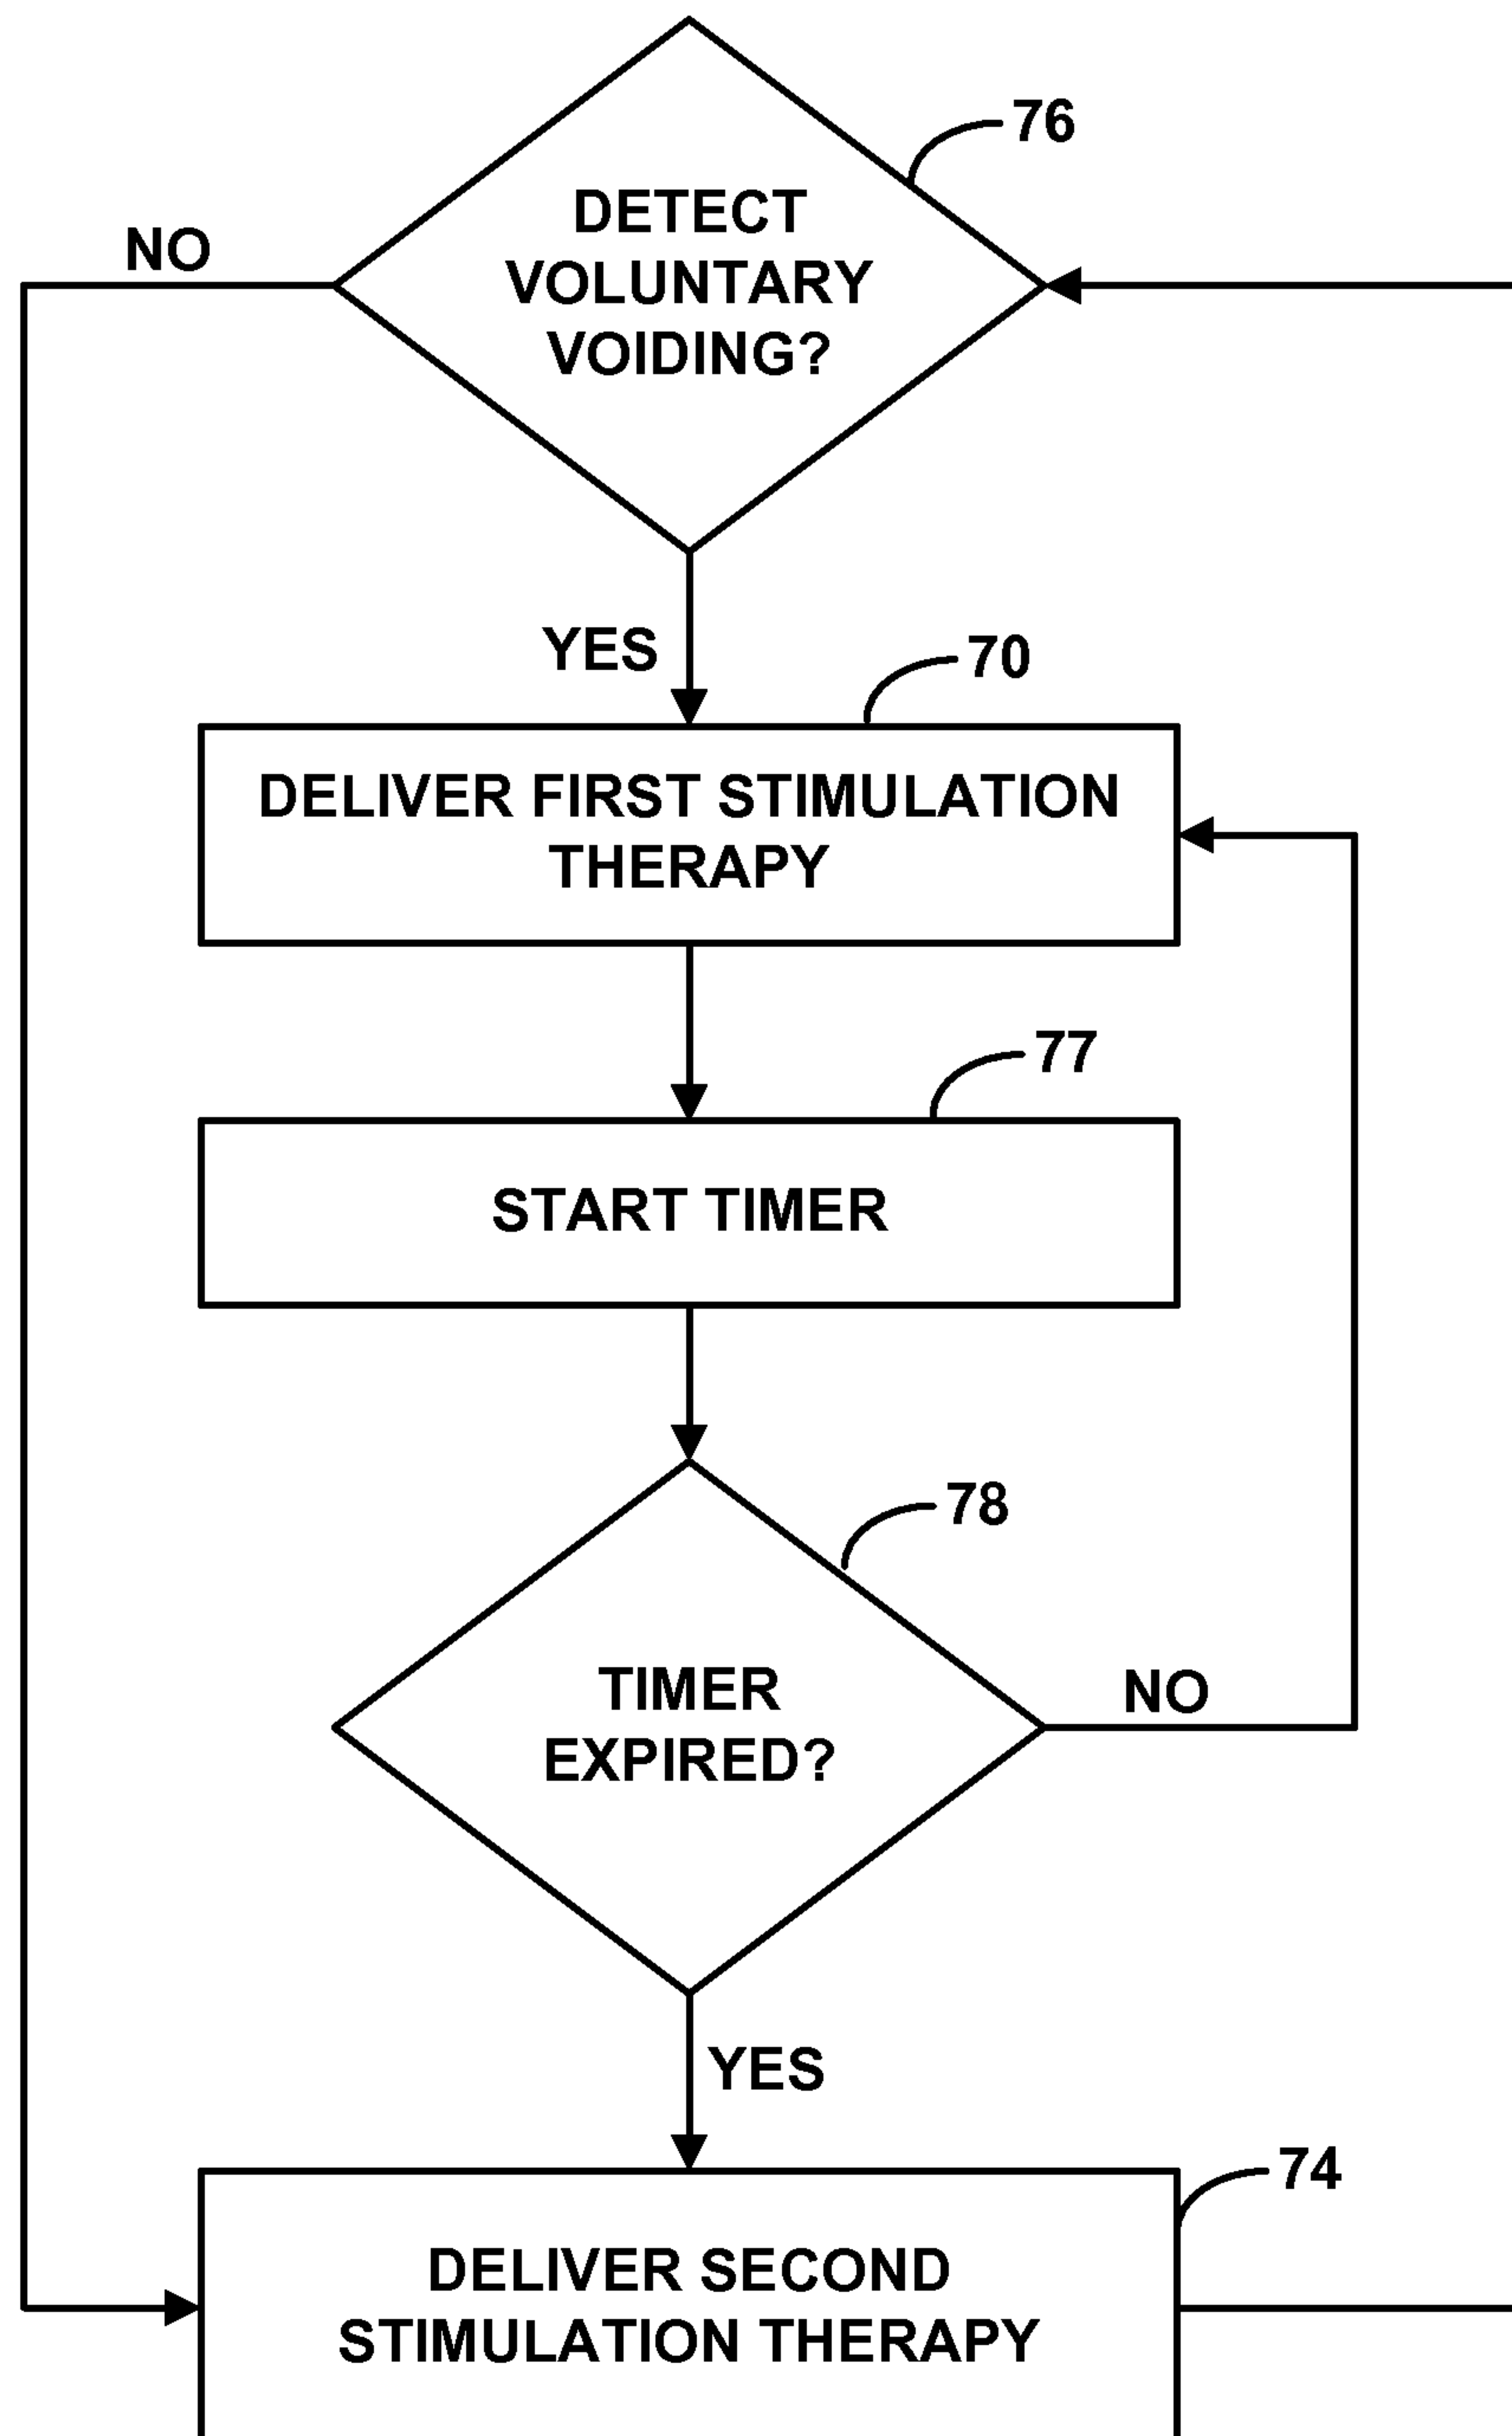 76
DETECT
VOLUNTARY
VOIDING?
NO
YES
70
DELIVER FIRST STIMULATION
THERAPY
77
START TIMER
78
TIMER
EXPIRED?
NO
YES
74
DELIVER SECOND
STIMULATION THERAPY